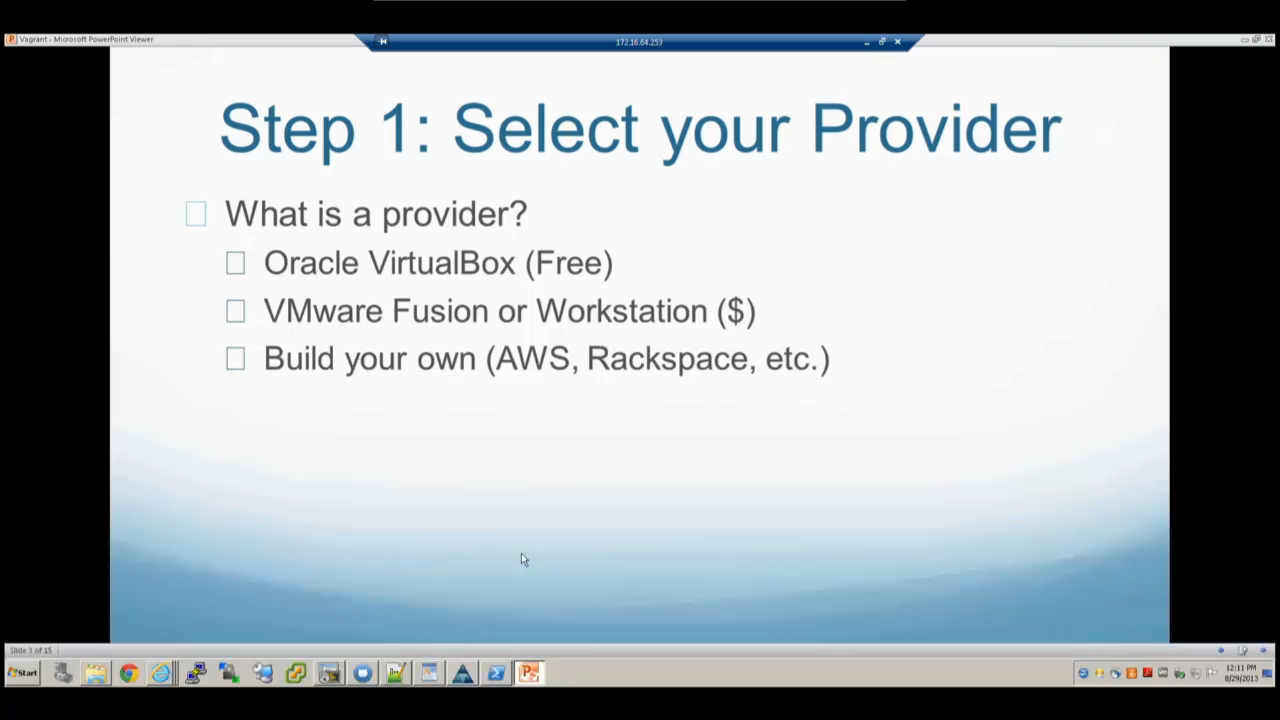 Vagrant - Microsoft PowerPoint Viewer
172.16.64.253
Step 1: Select your Provider
What is a provider?
Oracle VirtualBox (Free)
VMware Fusion or Workstation ($)
Build your own (AWS, Rackspace, etc.)
Slide 3 of 15
Start
12:11 PM
8/29/2013